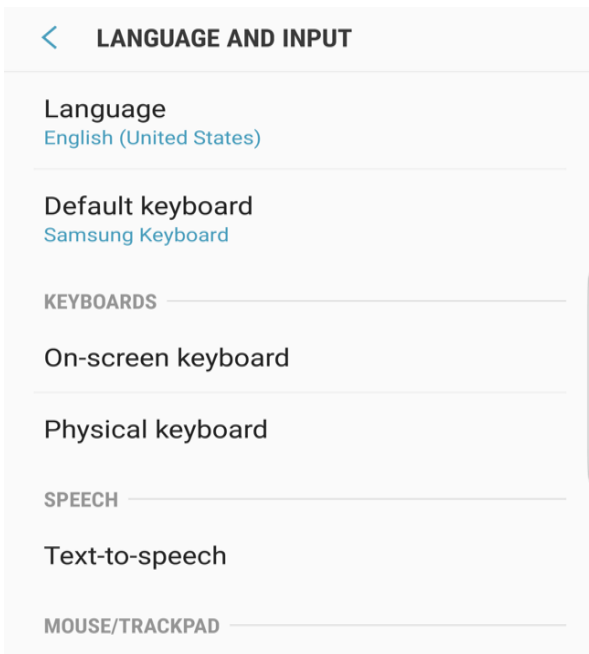 LANGUAGE AND INPUT
Language
English (United States)
Default keyboard
Samsung Keyboard
KEYBOARDS
On-screen keyboard
Physical keyboard
SPEECH
Text-to-speech
MOUSE/TRACKPAD